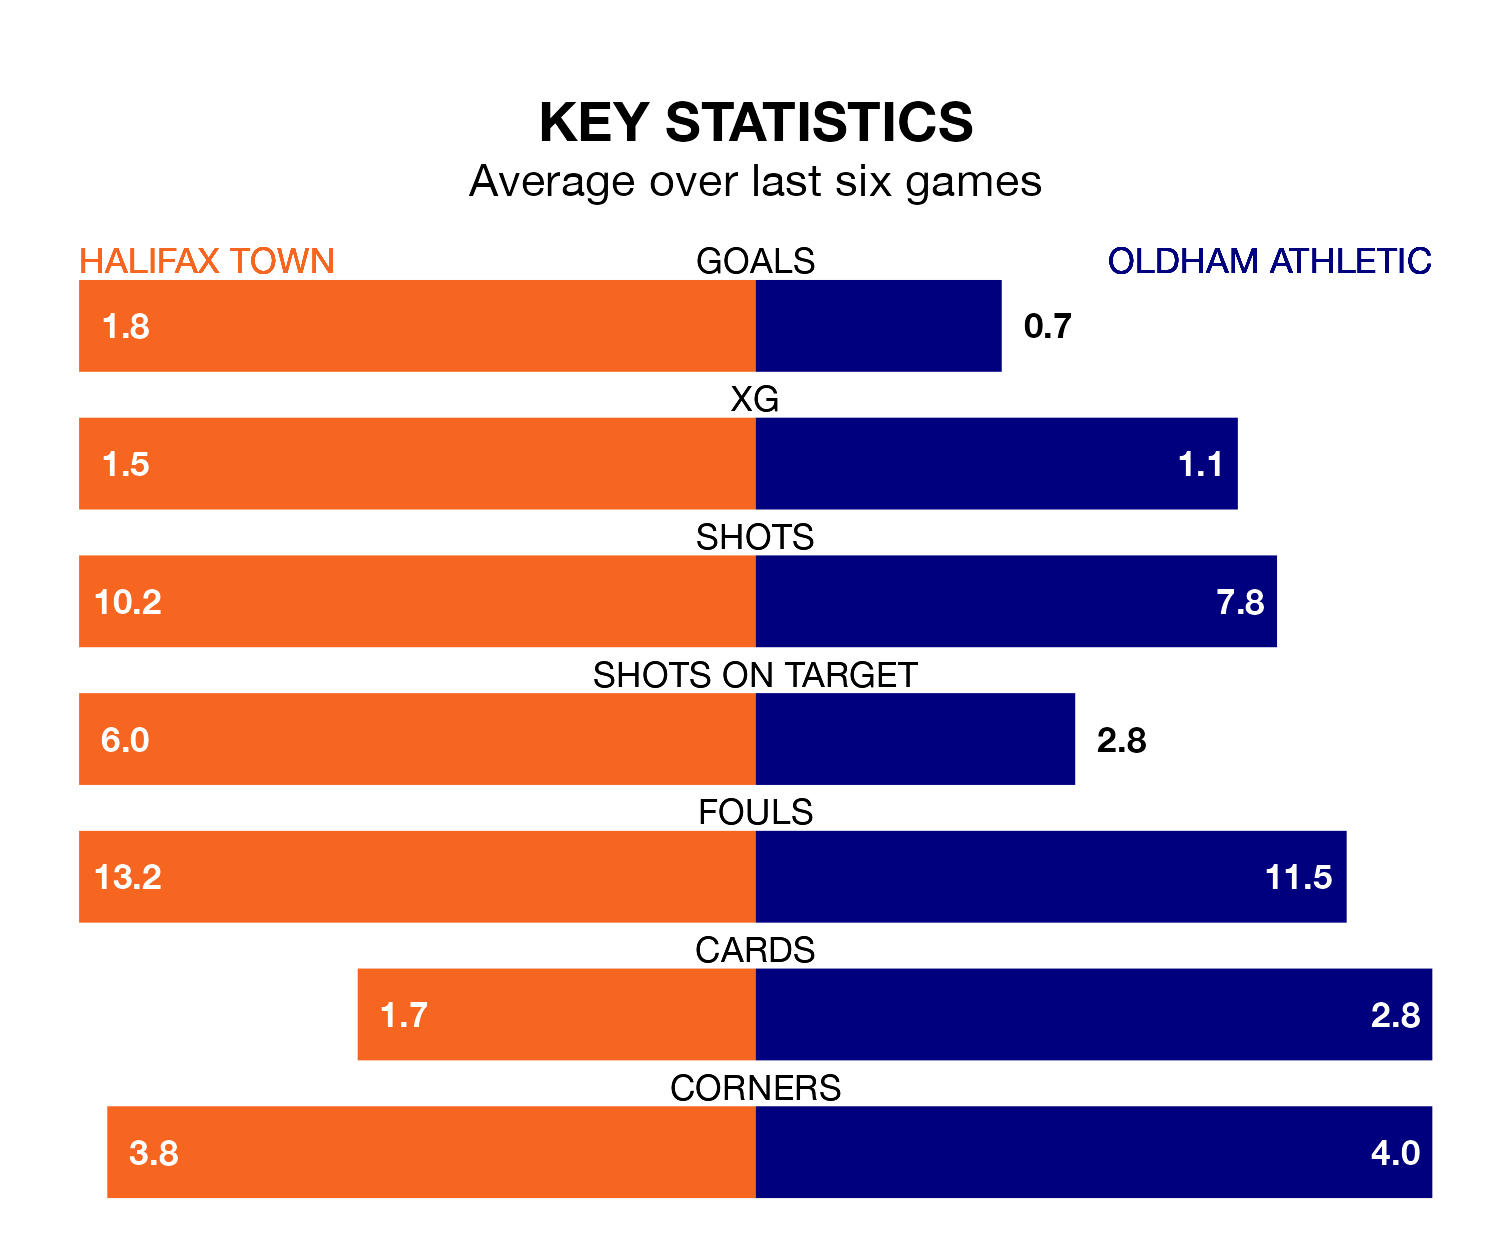 KEY STATISTICS
Average over last six games
HALIFAX TOWN GOALS OLDHAM ATHLETIC
1.8 0.7
XG
1.5 1.1
SHOTS
10.2 7.8
SHOTS ON TARGET
6.0 2.8
FOULS
13.2 11.5
CARDS
1.7 2.8
CORNERS
3.8 4.0